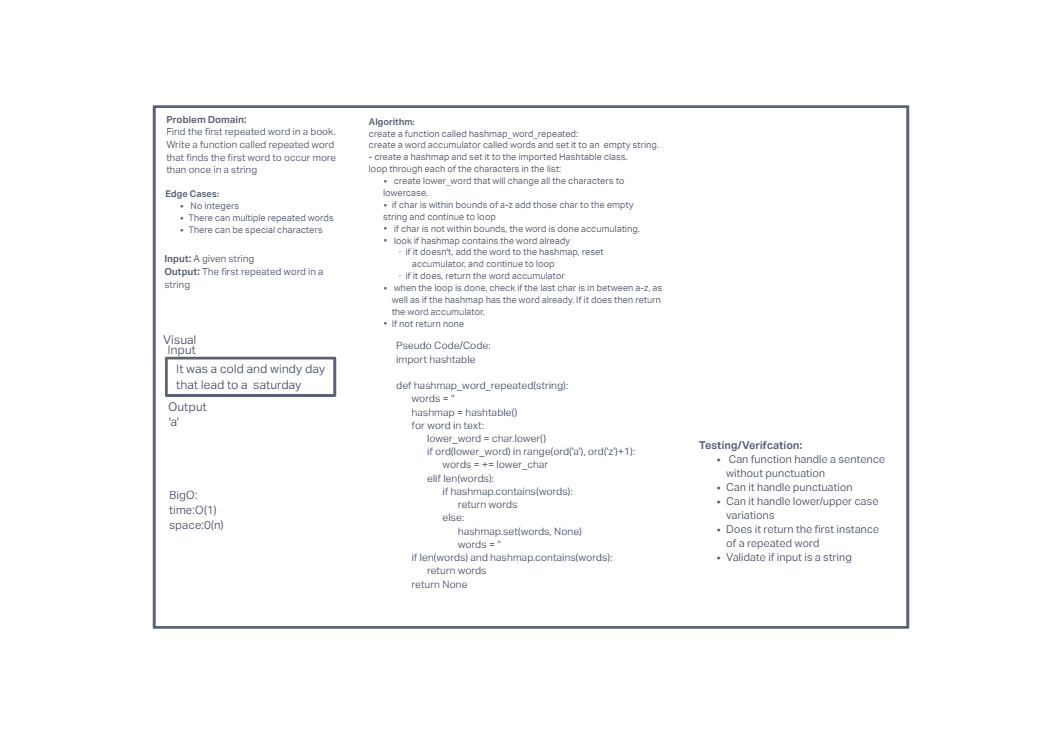 Problem Domain:
Find the first repeated word in a book.
Write a function called repeated word
that finds the first word to occur more
than once in a string
Edge Cases:
• No integers
• There can multiple repeated words
• There can be special characters
Input: A given string
Output: The first repeated word in a
string
Visual
Input
It was a cold and windy day
that lead to a saturday
Output
'a'
BigO:
time:O(1)
space:0(n)
Algorithm:
create a function called hashmap_word_repeated:
create a word accumulator called words and set it to an empty string.
- create a hashmap and set it to the imported Hashtable class.
loop through each of the characters in the list:
• create lower_word that will change all the characters to
lowercase.
• if char is within bounds of a-z add those char to the empty
string and continue to loop
• if char is not within bounds, the word is done accumulating.
• look if hashmap contains the word already
◦ if it doesn't, add the word to the hashmap, reset
accumulator, and continue to loop
◦ if it does, return the word accumulator
• when the loop is done, check if the last char is in between a-z, as
well as if the hashmap has the word already. If it does then return
the word accumulator.
• If not return none
Pseudo Code/Code:
import hashtable
def hashmap_word_repeated(string):
words = ''
hashmap = hashtable()
for word in text:
lower_word = char.lower()
if ord(lower_word) in range(ord('a'), ord('z')+1):
words = += lower_char
elif len(words):
if hashmap.contains(words):
return words
else:
hashmap.set(words, None)
words = ''
if len(words) and hashmap.contains(words):
return words
return None
Testing/Verifcation:
• Can function handle a sentence
without punctuation
• Can it handle punctuation
• Can it handle lower/upper case
variations
• Does it return the first instance
of a repeated word
• Validate if input is a string